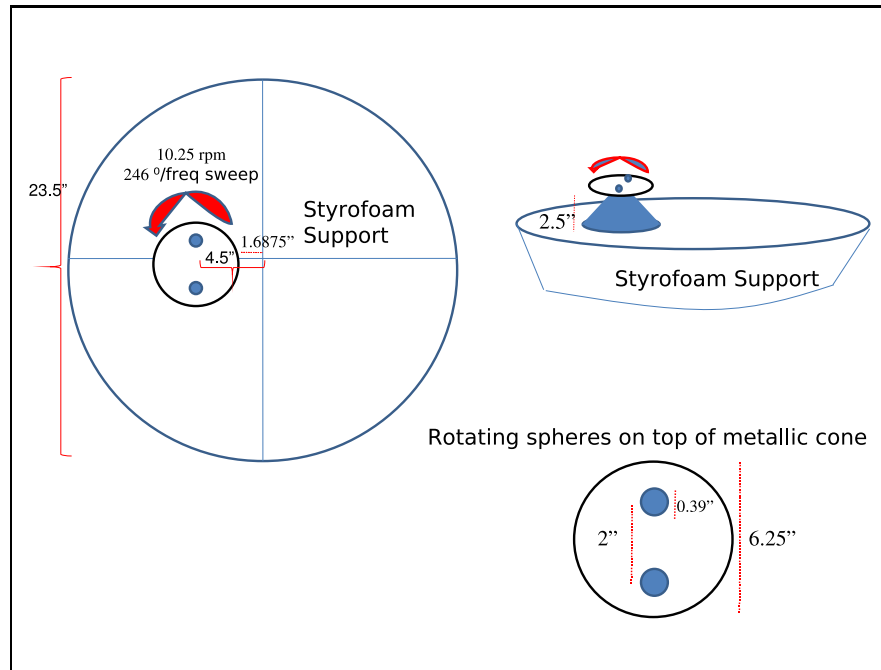 10.25 rpm
246 ⁰/freq sweep
23.5”
Styrofoam
Support
1.6875”
4.5”
2.5”
Styrofoam Support
Rotating spheres on top of metallic cone
0.39”
2”
6.25”